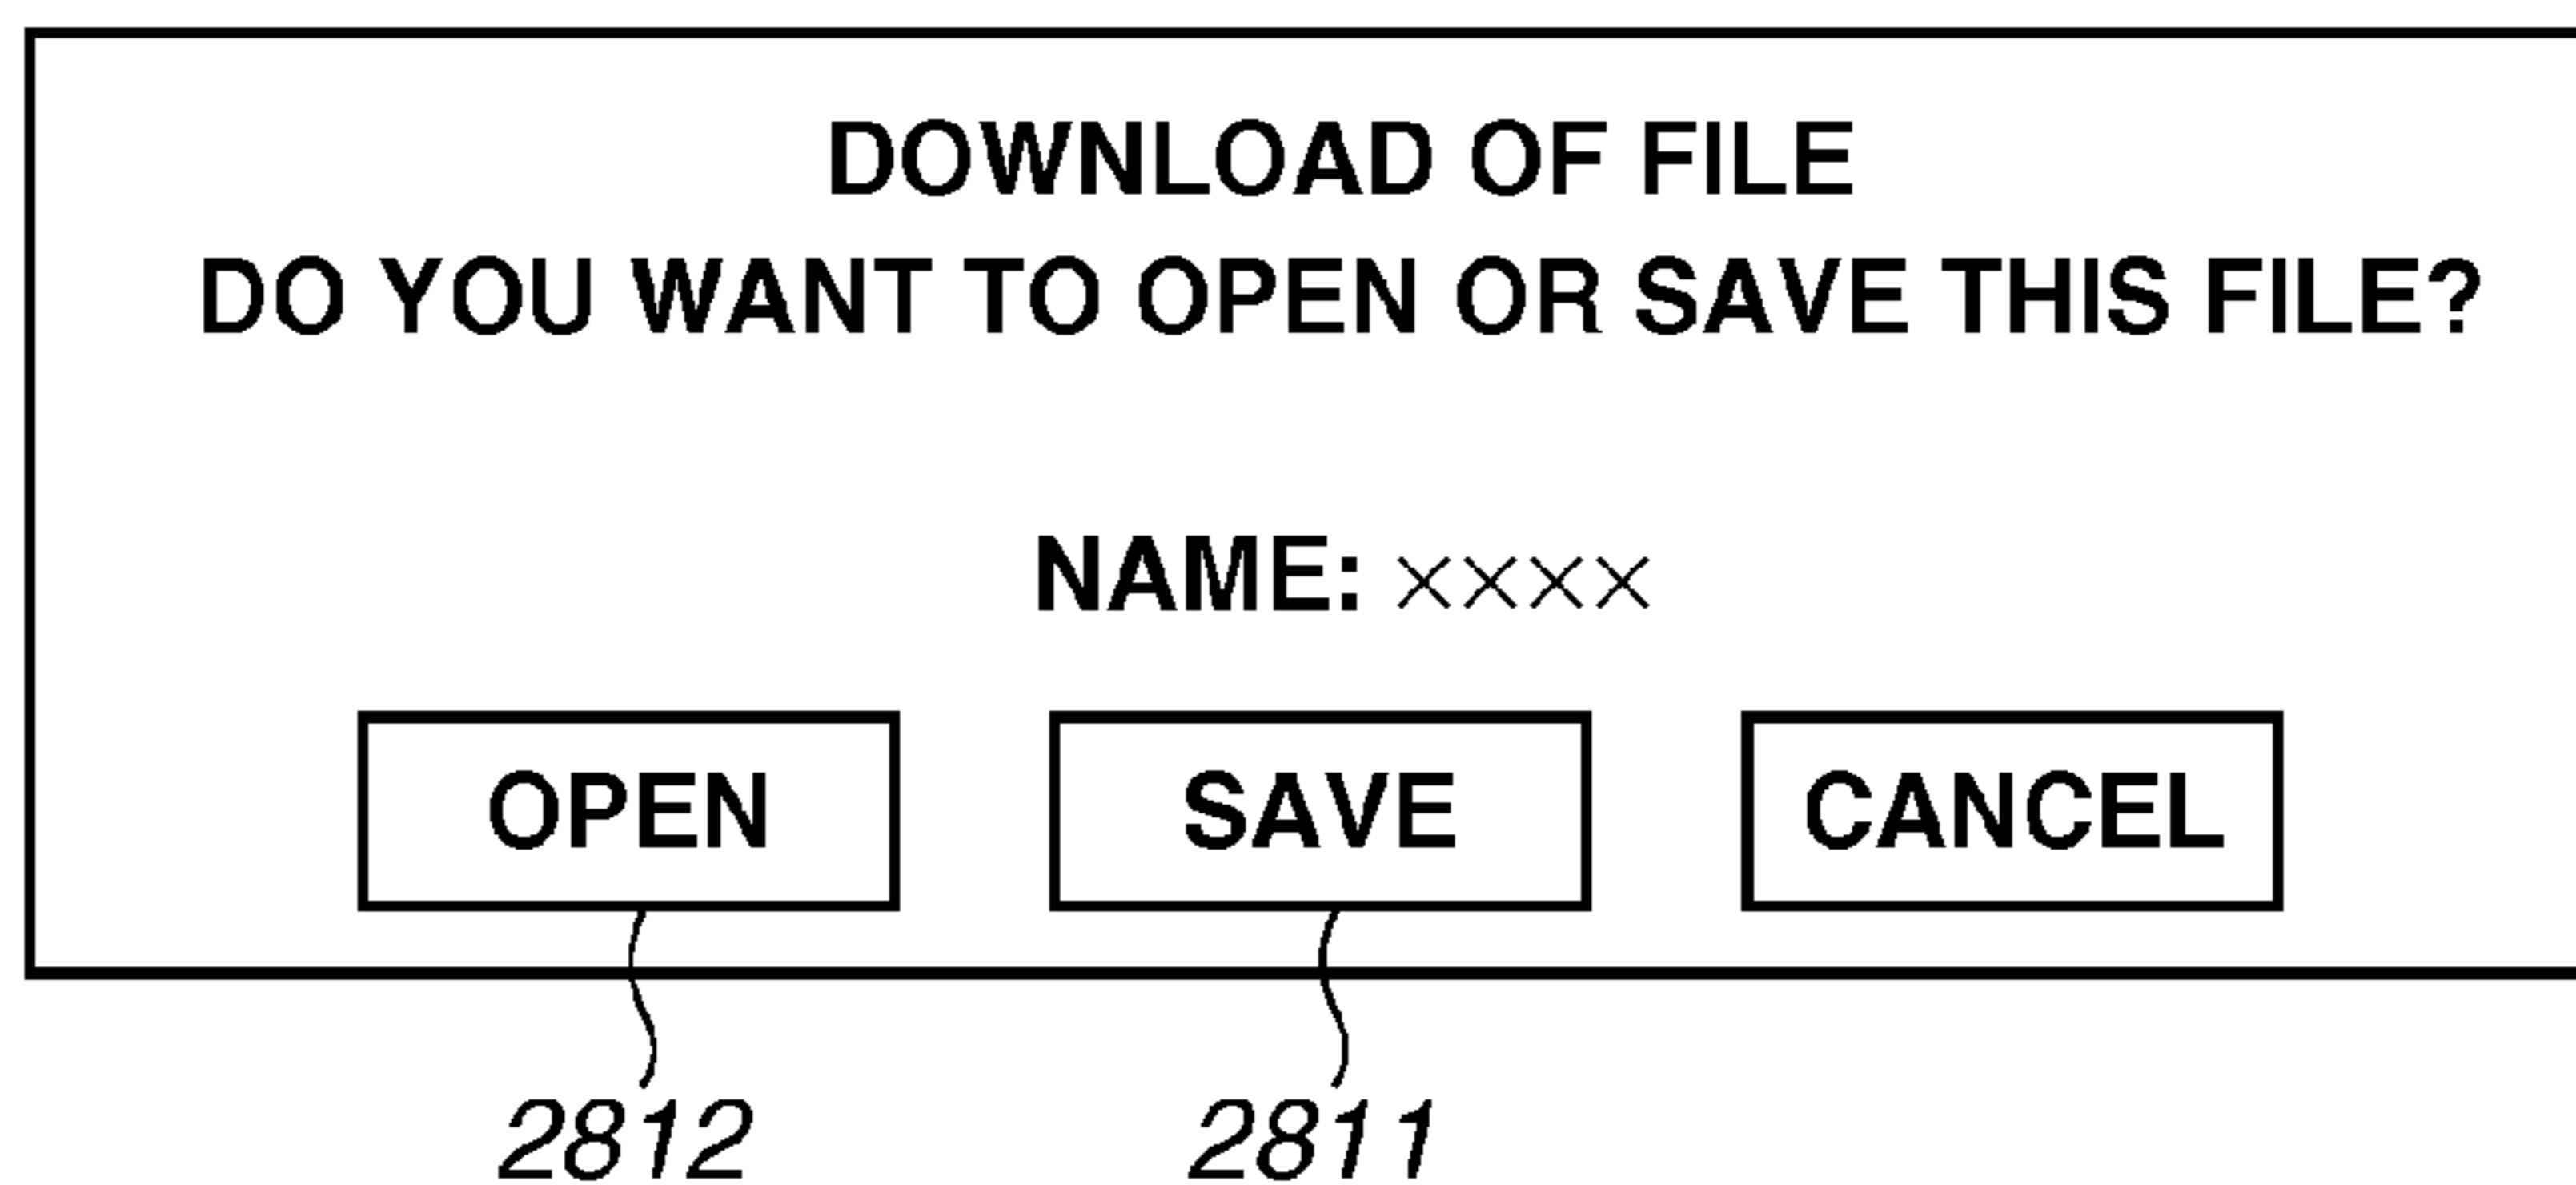 DOWNLOAD OF FILE
DO YOU WANT TO OPEN OR SAVE THIS FILE?
NAME: ××××
OPEN SAVE CANCEL
2812 2811